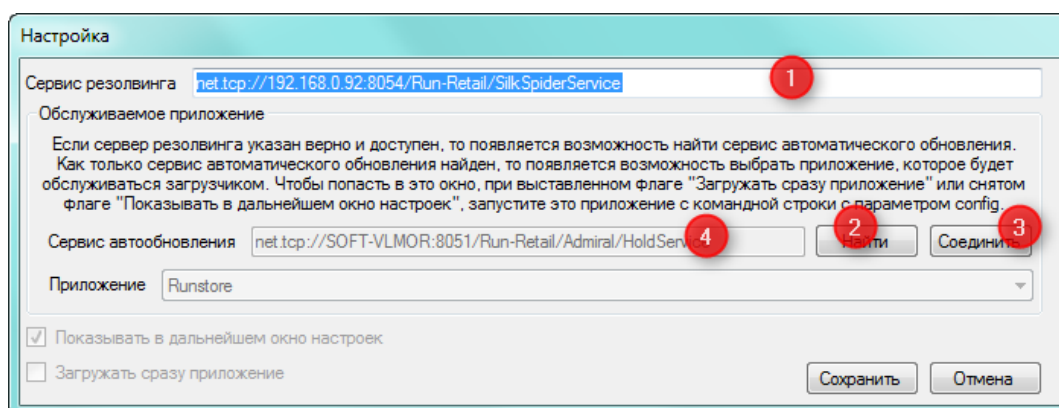 Настройка
Сервис резолвинга net.tcp://192.168.0.92:8054/Run-Retail/SilkSpiderService 1
Обслуживаемое приложение
Если сервер резолвинга указан верно и доступен, то появляется возможность найти сервис автоматического обновления.
Как только сервис автоматического обновления найден, то появляется возможность выбрать приложение, которое будет
обслуживаться загрузчиком. Чтобы попасть в это окно, при выставленном флаге "Загружать сразу приложение" или снятом
флаге "Показывать в дальнейшем окно настроек", запустите это приложение с командной строки с параметром config.
Сервис автообновления net.tcp://SOFT-VLMOR:8051/Run-Retail/Admiral/HoldService 4 Найти 2 Соединить 3
Приложение Runstore
Показывать в дальнейшем окно настроек
Загружать сразу приложение
Сохранить Отмена